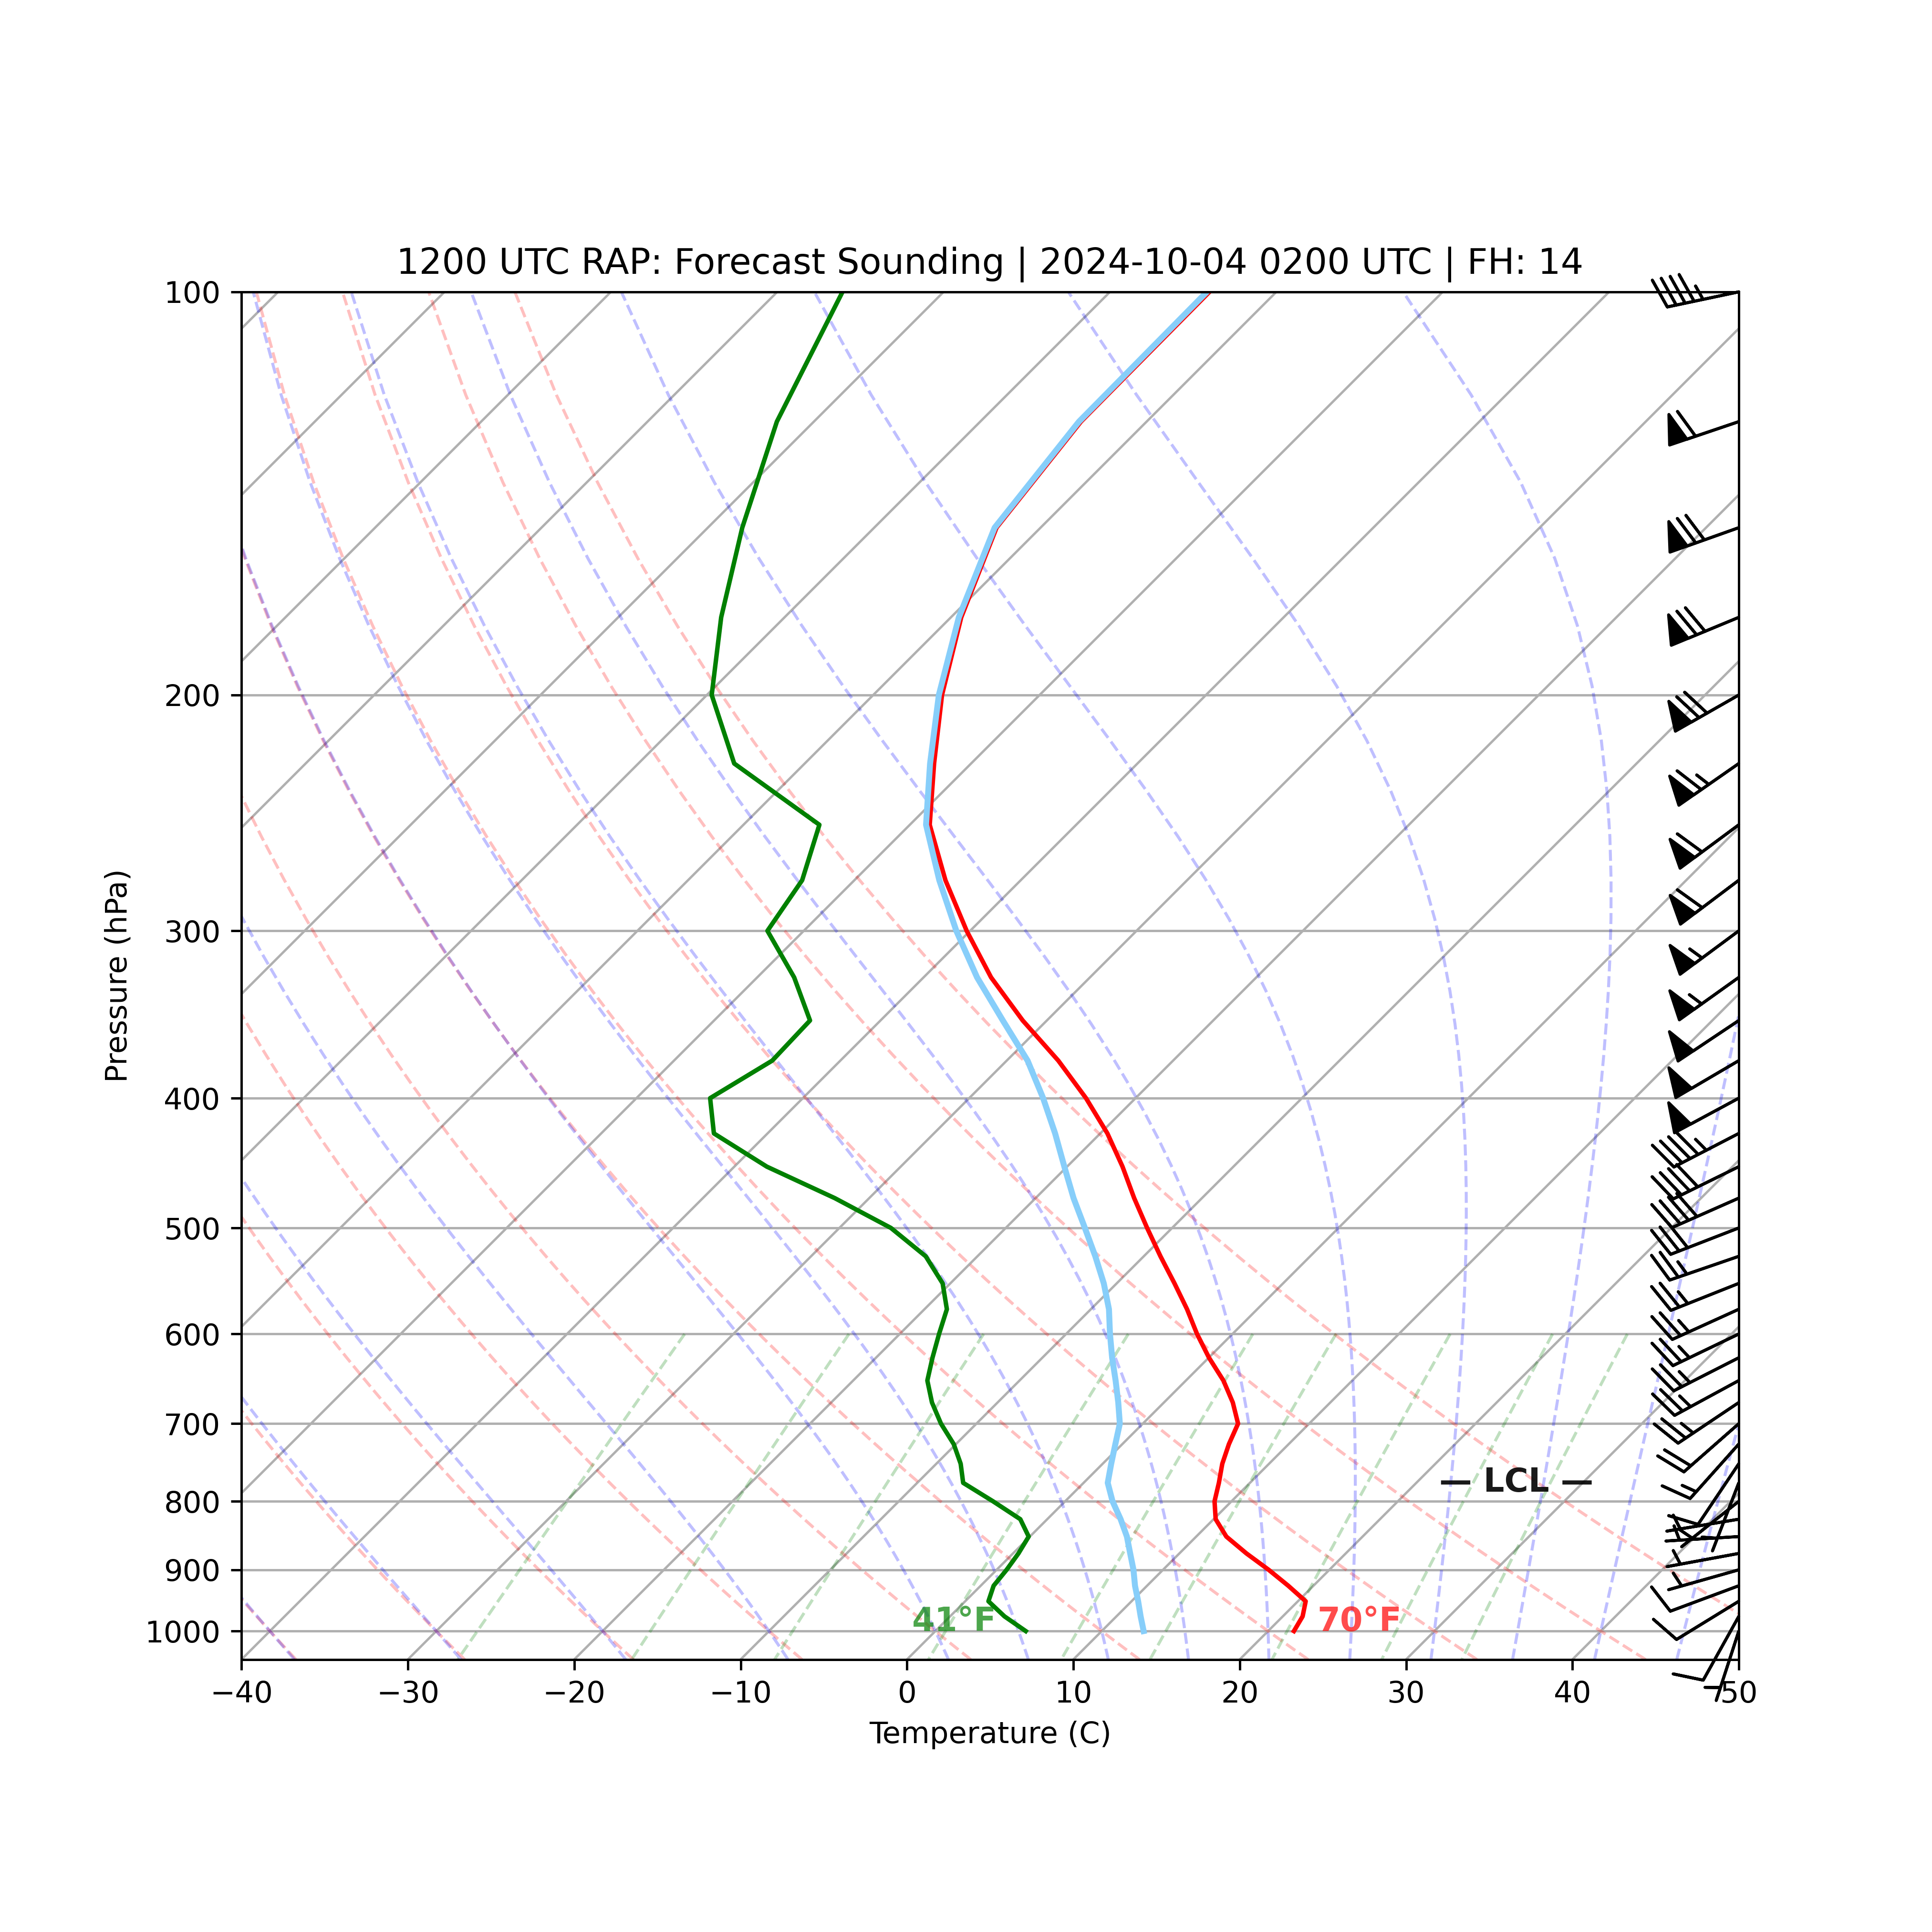 1200 UTC RAP: Forecast Sounding | 2024-10-04 0200 UTC | FH: 14
100
200
300
400
500
600
700
800
900
1000
Pressure (hPa)
— LCL —
41°F
70°F
−40 −30 −20 −10 0 10 20 30 40 50
Temperature (C)